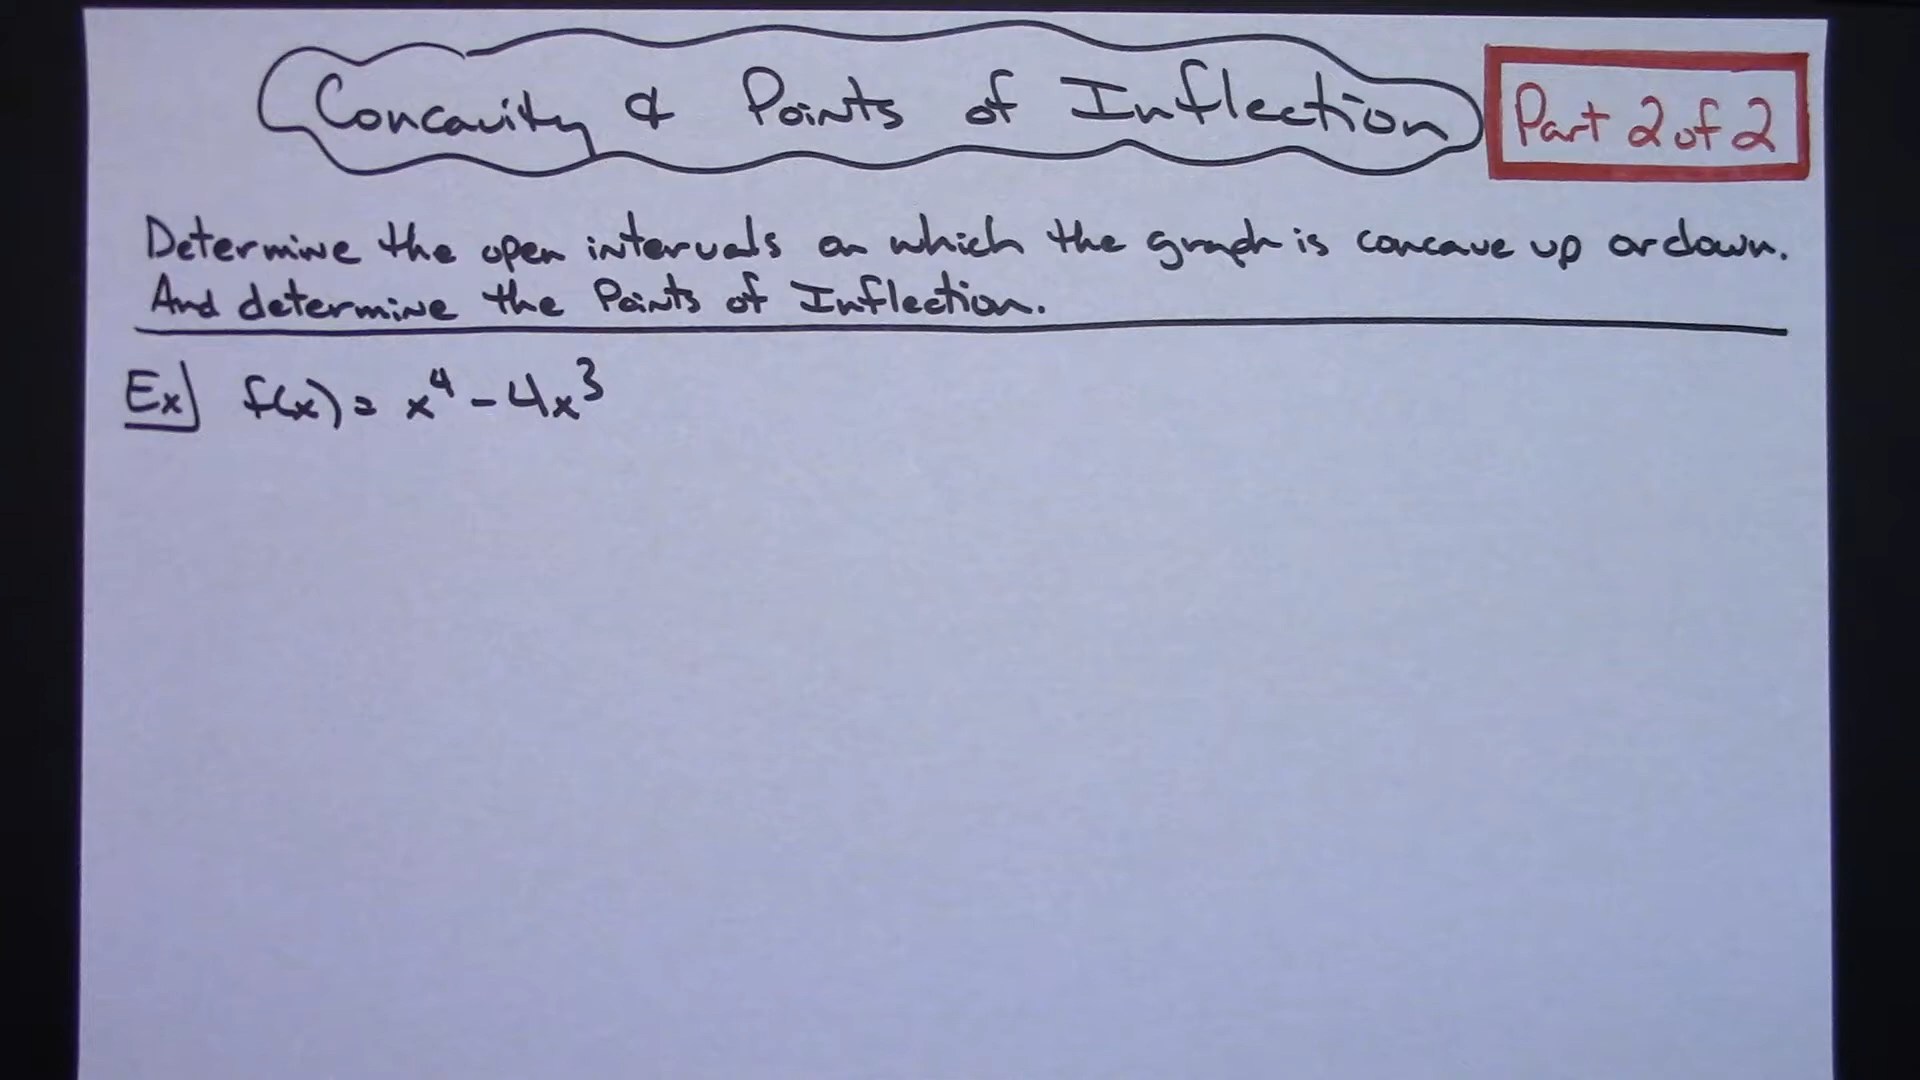 Concavity & Points of Inflection
Part 2 of 2
Determine the open intervals on which the graph is concave up or down.
And determine the Points of Inflection.
Ex) f(x) = x⁴ - 4x³